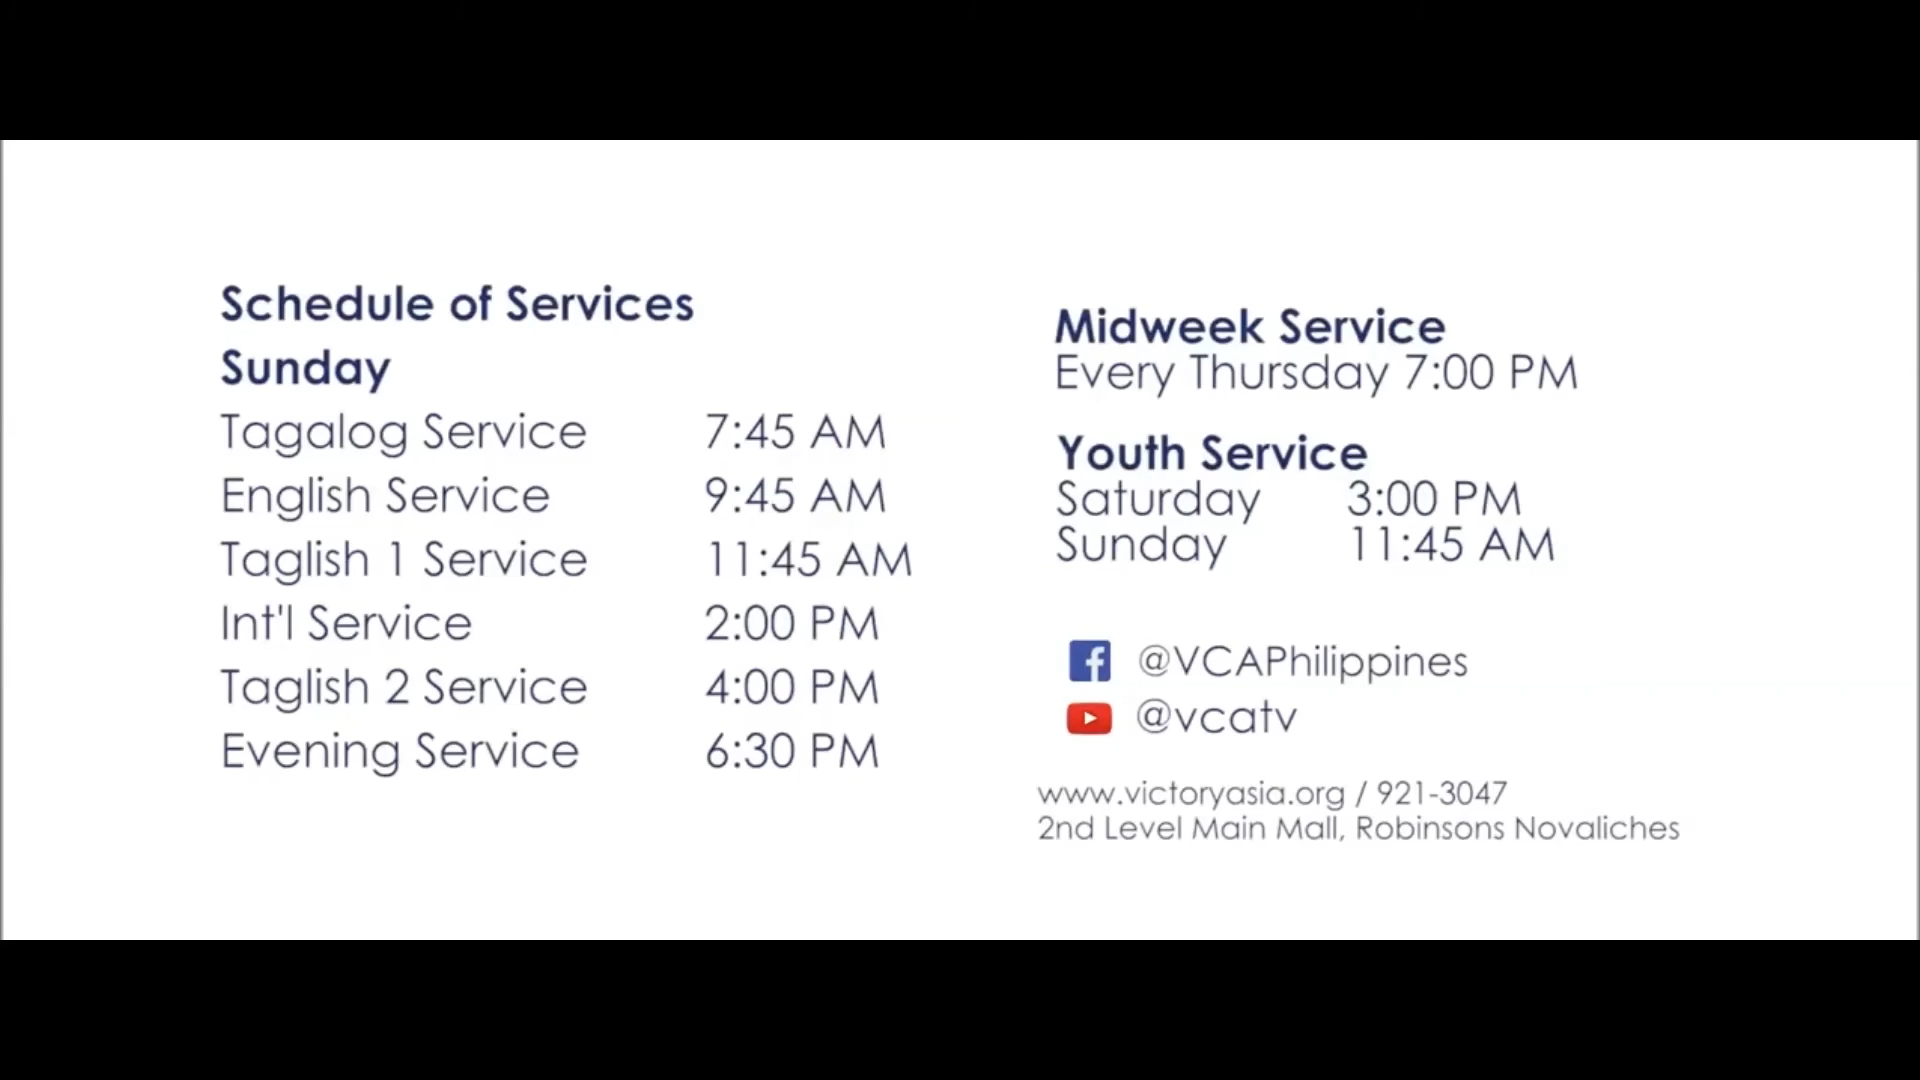 Schedule of Services
Sunday
Tagalog Service 7:45 AM
English Service 9:45 AM
Taglish 1 Service 11:45 AM
Int'l Service 2:00 PM
Taglish 2 Service 4:00 PM
Evening Service 6:30 PM
Midweek Service
Every Thursday 7:00 PM
Youth Service
Saturday 3:00 PM
Sunday 11:45 AM
@VCAPhilippines
@vcatv
www.victoryasia.org / 921-3047
2nd Level Main Mall, Robinsons Novaliches